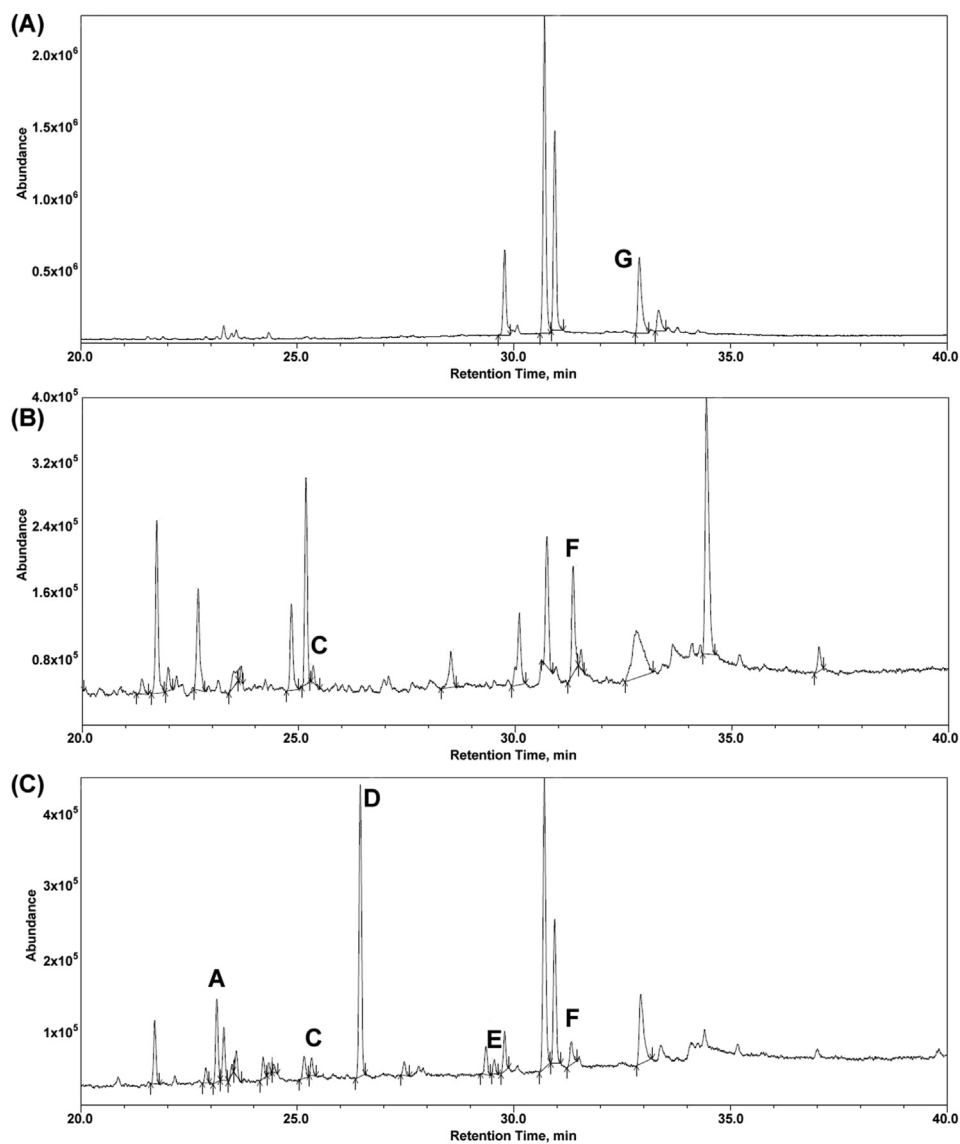 (A)
2.0x10⁶
1.5x10⁶
1.0x10⁶
0.5x10⁶
Abundance
G
20.0 25.0 30.0 35.0 40.0
Retention Time, min
(B)
4.0x10⁵
3.2x10⁵
2.4x10⁵
1.6x10⁵
0.8x10⁵
Abundance
C
F
20.0 25.0 30.0 35.0 40.0
Retention Time, min
(C)
4x10⁵
3x10⁵
2x10⁵
1x10⁵
Abundance
D
A
C
E
F
20.0 25.0 30.0 35.0 40.0
Retention Time, min